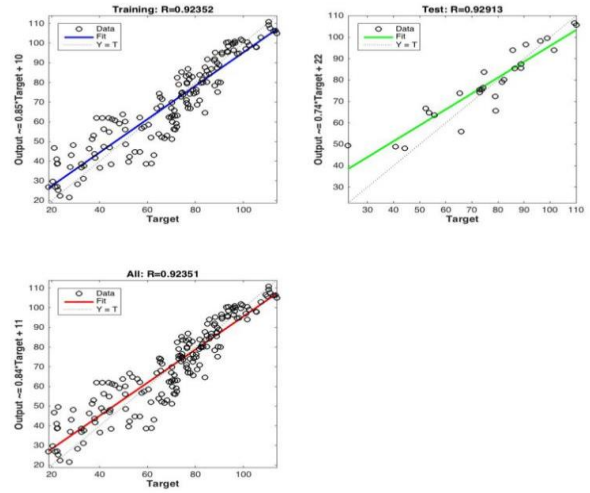 Training: R=0.92352
Output ~= 0.85*Target + 10
110
100
90
80
70
60
50
40
30
20
Data
Fit
Y = T
20 40 60 80 100
Target
Test: R=0.92913
Output ~= 0.74*Target + 22
110
100
90
80
70
60
50
40
30
Data
Fit
Y = T
30 40 50 60 70 80 90 100 110
Target
All: R=0.92351
Output ~= 0.84*Target + 11
110
100
90
80
70
60
50
40
30
20
Data
Fit
Y = T
20 40 60 80 100
Target